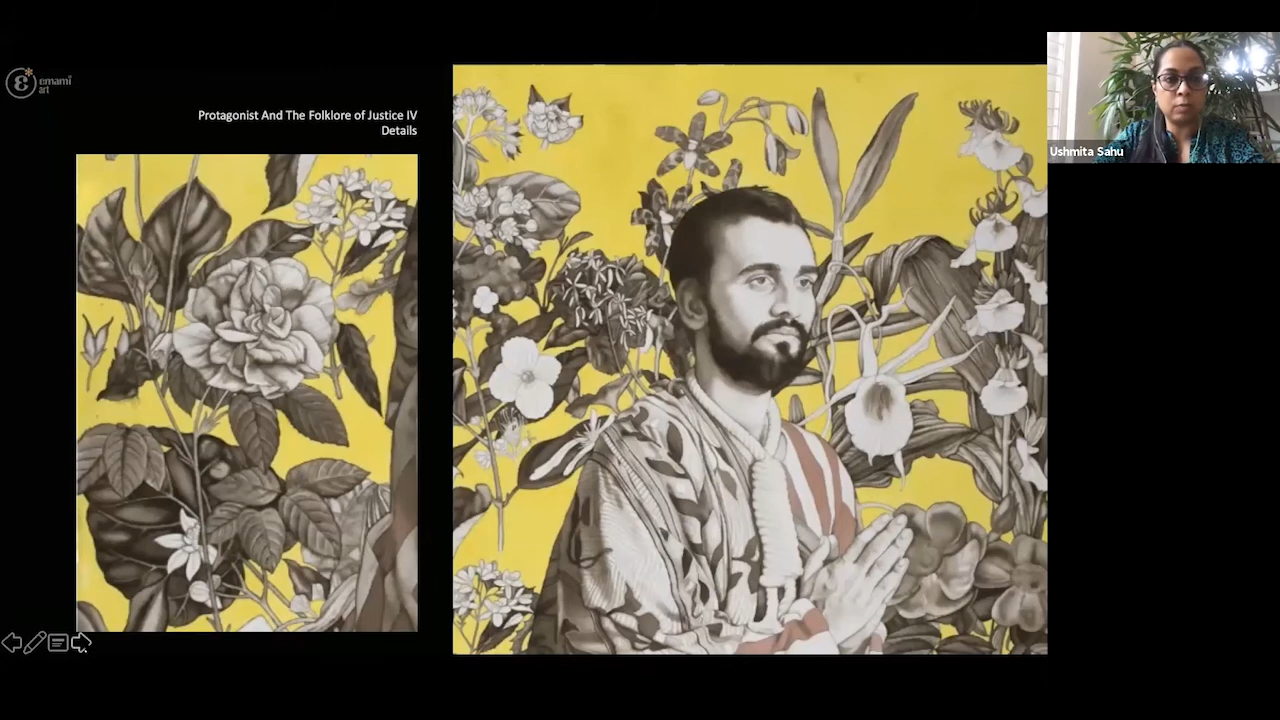 emami
art
Protagonist And The Folklore of Justice IV
Details
Ushmita Sahu